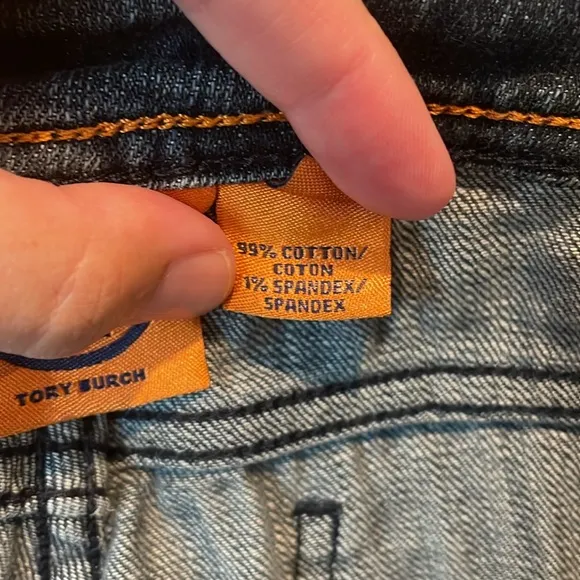 99% COTTON/
COTON
1% SPANDEX/
SPANDEX
TORY BURCH